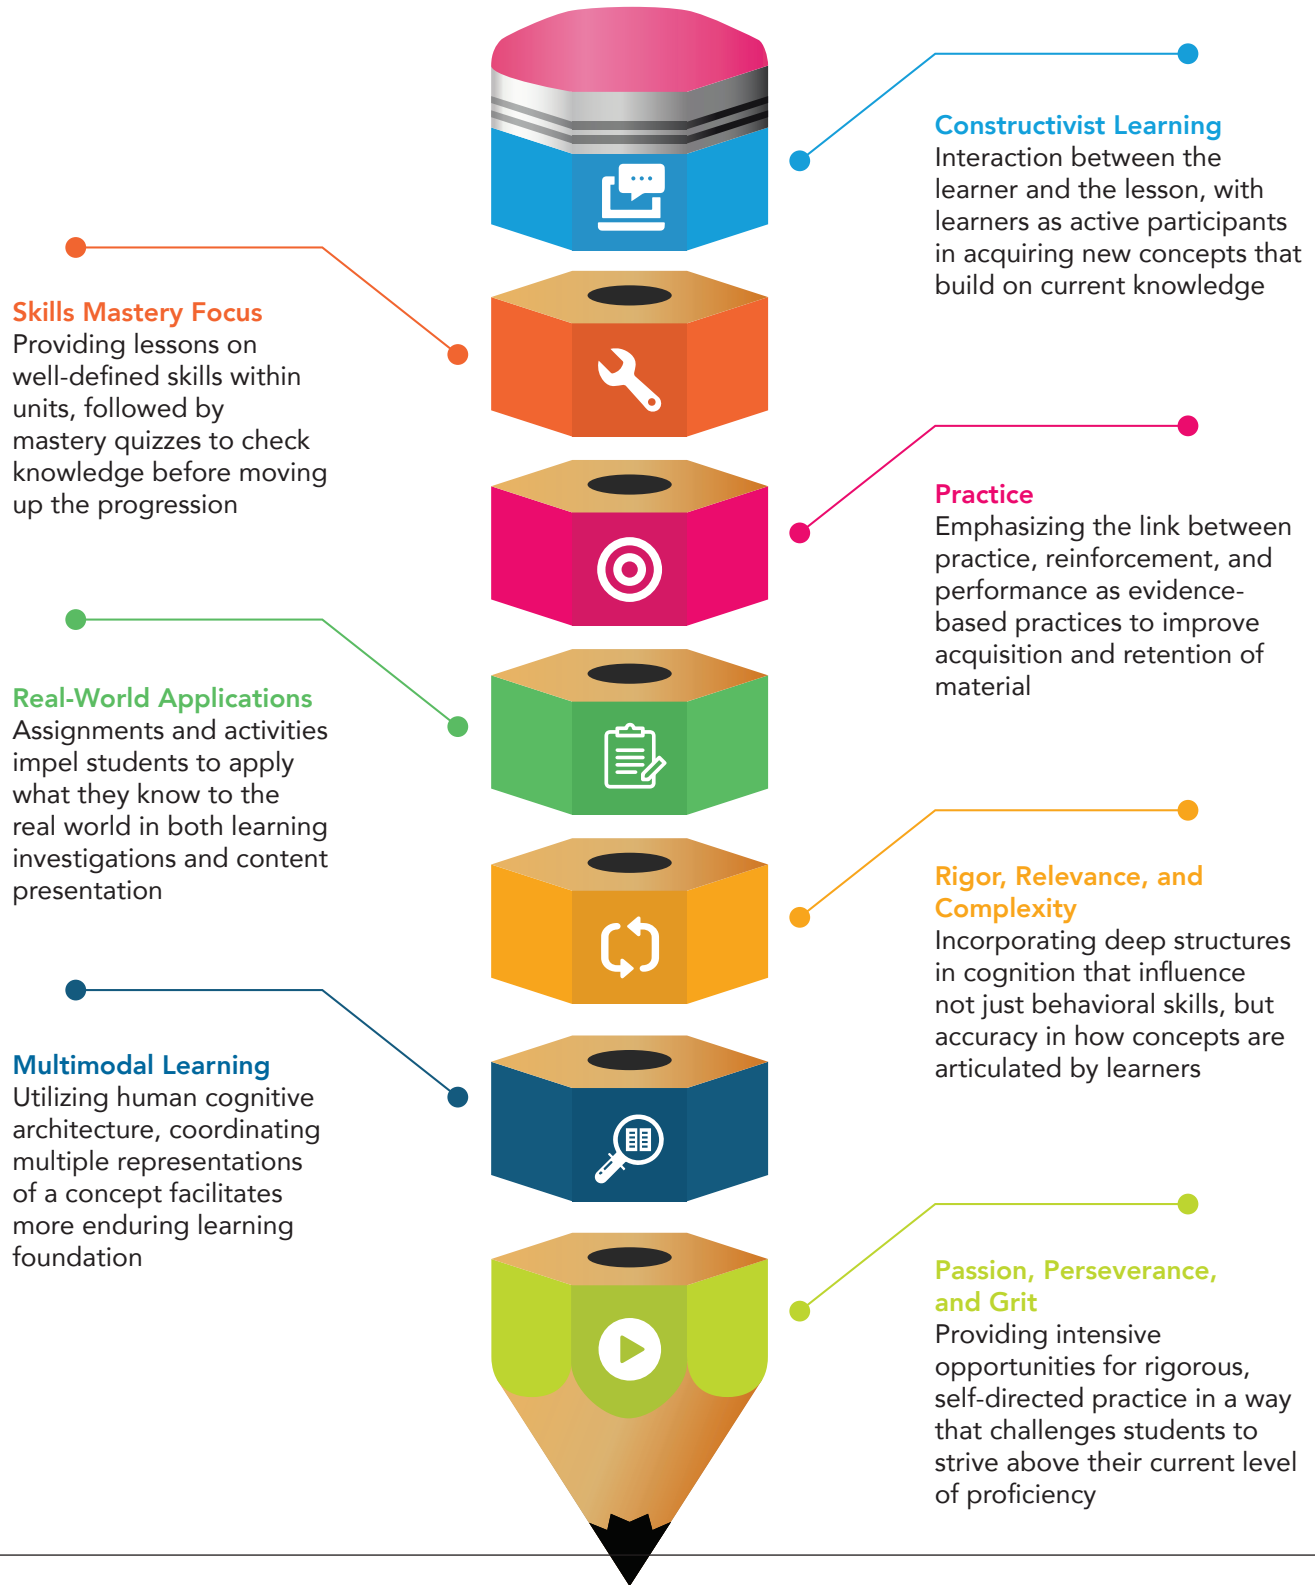 Constructivist Learning
Interaction between the
learner and the lesson, with
learners as active participants
in acquiring new concepts that
build on current knowledge
Skills Mastery Focus
Providing lessons on
well-defined skills within
units, followed by
mastery quizzes to check
knowledge before moving
up the progression
Practice
Emphasizing the link between
practice, reinforcement, and
performance as evidence-
based practices to improve
acquisition and retention of
material
Real-World Applications
Assignments and activities
impel students to apply
what they know to the
real world in both learning
investigations and content
presentation
Rigor, Relevance, and
Complexity
Incorporating deep structures
in cognition that influence
not just behavioral skills, but
accuracy in how concepts are
articulated by learners
Multimodal Learning
Utilizing human cognitive
architecture, coordinating
multiple representations
of a concept facilitates
more enduring learning
foundation
Passion, Perseverance,
and Grit
Providing intensive
opportunities for rigorous,
self-directed practice in a way
that challenges students to
strive above their current level
of proficiency